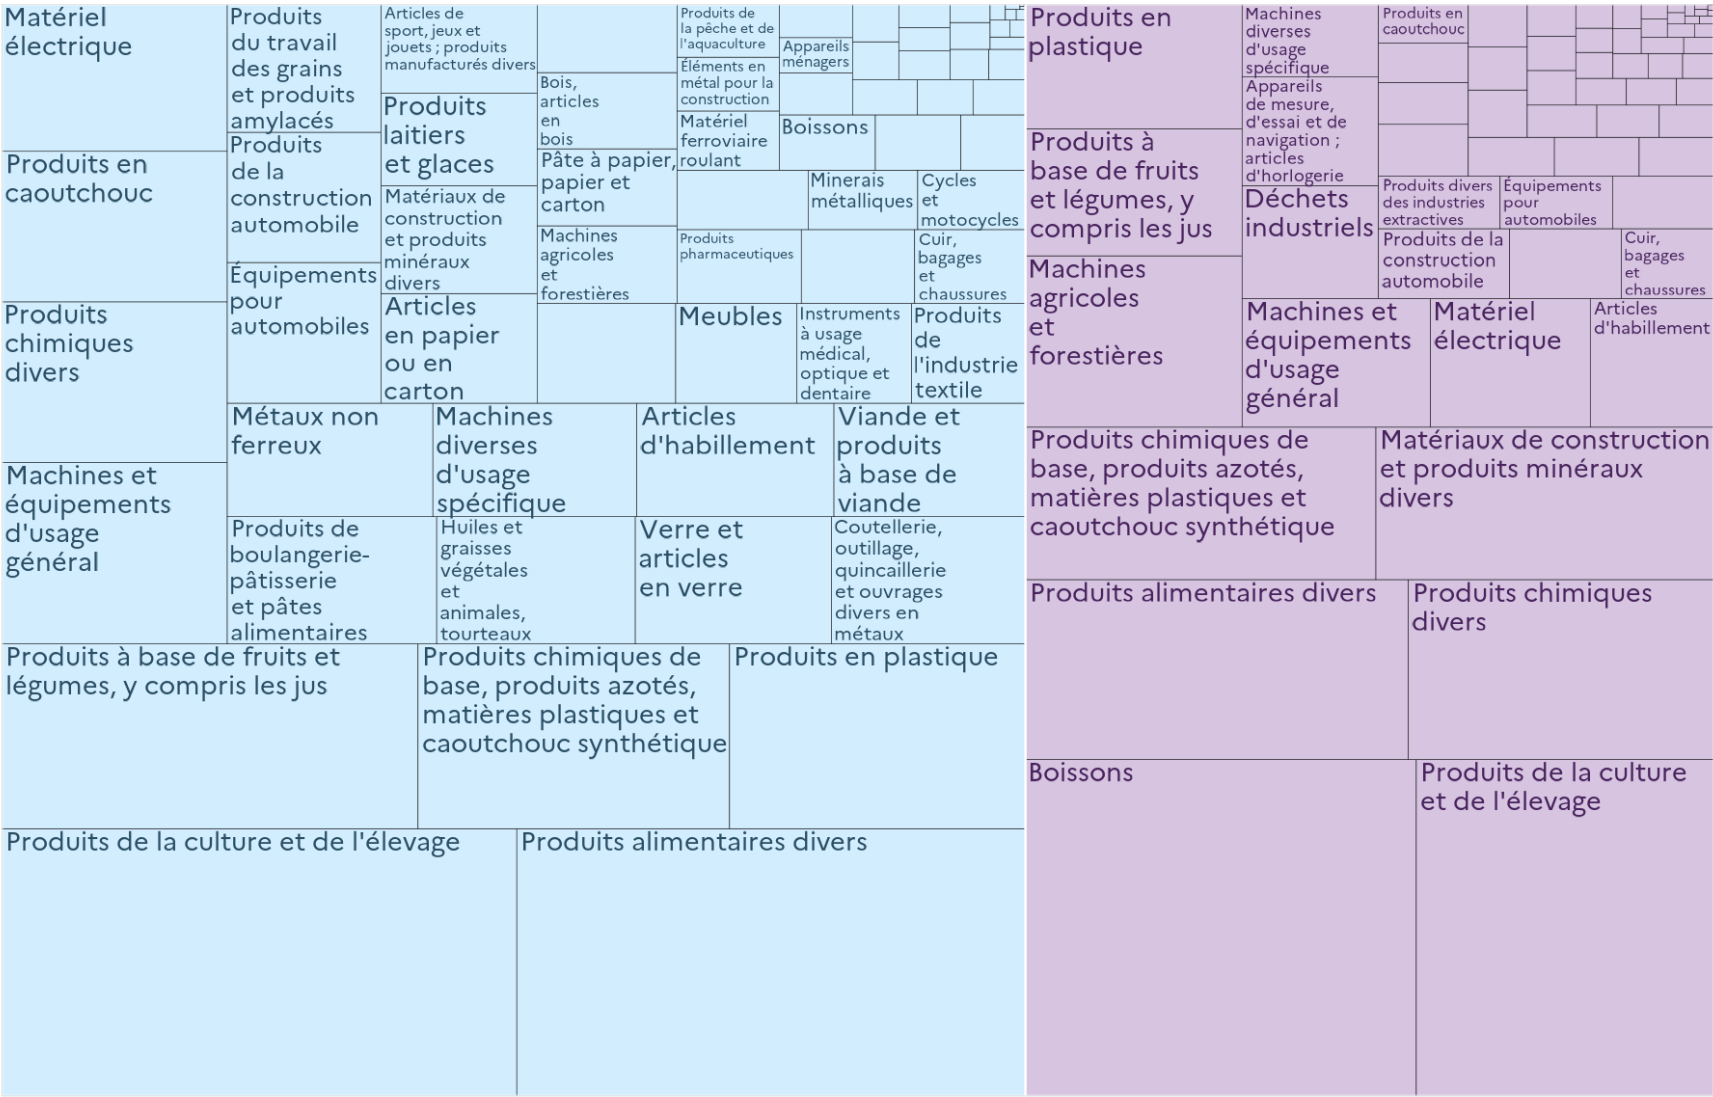 Matériel
électrique
Produits en
caoutchouc
Produits
chimiques
divers
Machines et
équipements
d'usage
général
Produits
du travail
des grains
et produits
amylacés
Produits
de la
construction
automobile
Équipements
pour
automobiles
Articles de
sport, jeux et
jouets ; produits
manufacturés divers
Produits
laitiers
et glaces
Matériaux de
construction
et produits
minéraux
divers
Articles
en papier
ou en
carton
Bois,
articles
en
bois
Pâte à papier,
papier et
carton
Machines
agricoles
et
forestières
Produits de
la pêche et de
l'aquaculture
Éléments en
métal pour la
construction
Matériel
ferroviaire
roulant
Appareils
ménagers
Boissons
Minerais
métalliques
Cycles
et
motocycles
Produits
pharmaceutiques
Cuir,
bagages
et
chaussures
Meubles
Instruments
à usage
médical,
optique et
dentaire
Produits
de
l'industrie
textile
Métaux non
ferreux
Machines
diverses
d'usage
spécifique
Articles
d'habillement
Viande et
produits
à base de
viande
Produits de
boulangerie-
pâtisserie
et pâtes
alimentaires
Huiles et
graisses
végétales
et
animales,
tourteaux
Verre et
articles
en verre
Coutellerie,
outillage,
quincaillerie
et ouvrages
divers en
métaux
Produits à base de fruits et
légumes, y compris les jus
Produits chimiques de
base, produits azotés,
matières plastiques et
caoutchouc synthétique
Produits en plastique
Produits de la culture et de l'élevage
Produits alimentaires divers
Produits en
plastique
Produits à
base de fruits
et légumes, y
compris les jus
Machines
agricoles
et
forestières
Machines
diverses
d'usage
spécifique
Appareils
de mesure,
d'essai et de
navigation ;
articles
d'horlogerie
Déchets
industriels
Produits en
caoutchouc
Produits divers
des industries
extractives
Équipements
pour
automobiles
Produits de la
construction
automobile
Cuir,
bagages
et
chaussures
Machines et
équipements
d'usage
général
Matériel
électrique
Articles
d'habillement
Produits chimiques de
base, produits azotés,
matières plastiques et
caoutchouc synthétique
Matériaux de construction
et produits minéraux
divers
Produits alimentaires divers
Produits chimiques
divers
Boissons
Produits de la culture
et de l'élevage